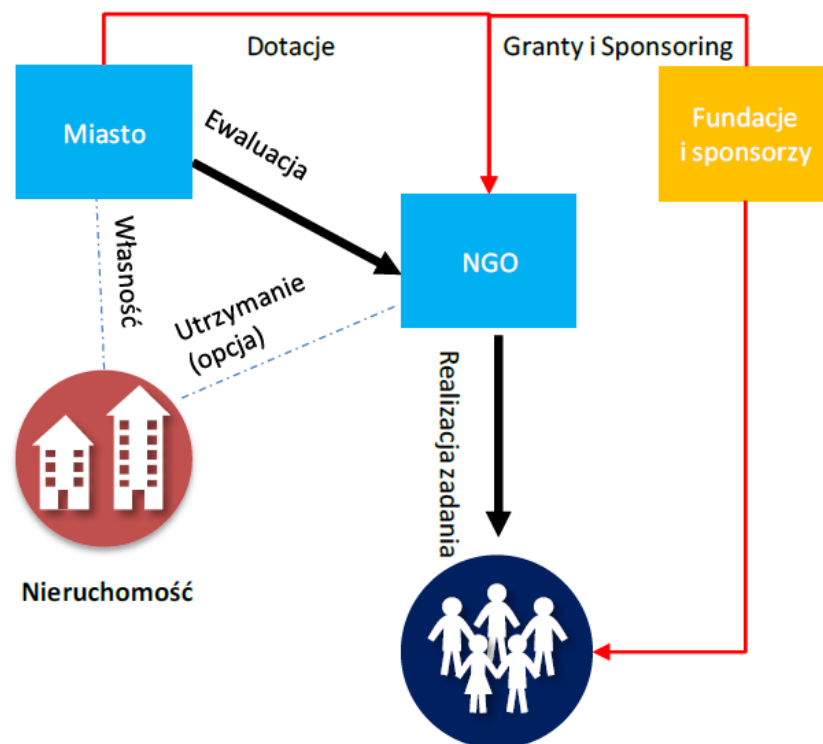 Dotacje
Granty i Sponsoring
Miasto
Fundacje
i sponsorzy
Ewaluacja
Własność
NGO
Utrzymanie
(opcja)
Realizacja zadania
Nieruchomość